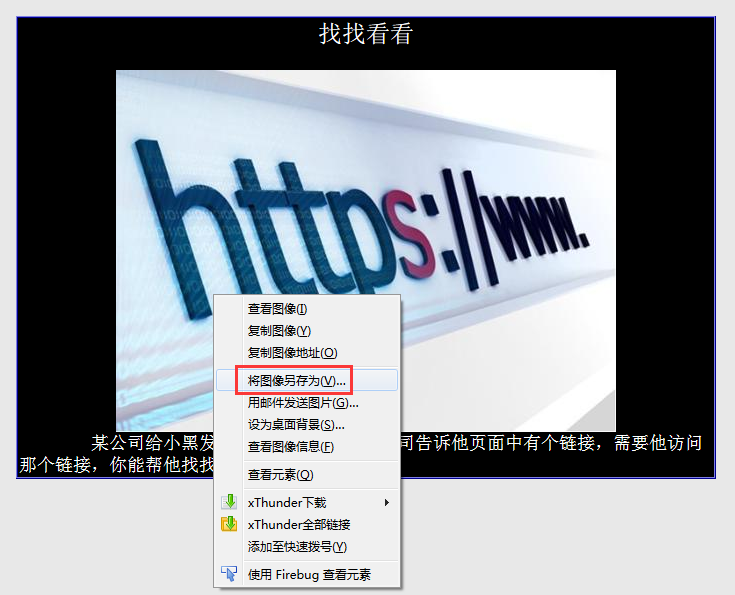 找找看看
https://www.
查看图像(I)
复制图像(Y)
复制图像地址(O)
将图像另存为(V)...
用邮件发送图片(G)...
设为桌面背景(S)...
查看图像信息(F)
查看元素(Q)
xThunder下载
xThunder全部链接
添加至快速拨号(Y)
使用 Firebug 查看元素
某公司给小黑发 司告诉他页面中有个链接，需要他访问
那个链接，你能帮他找找